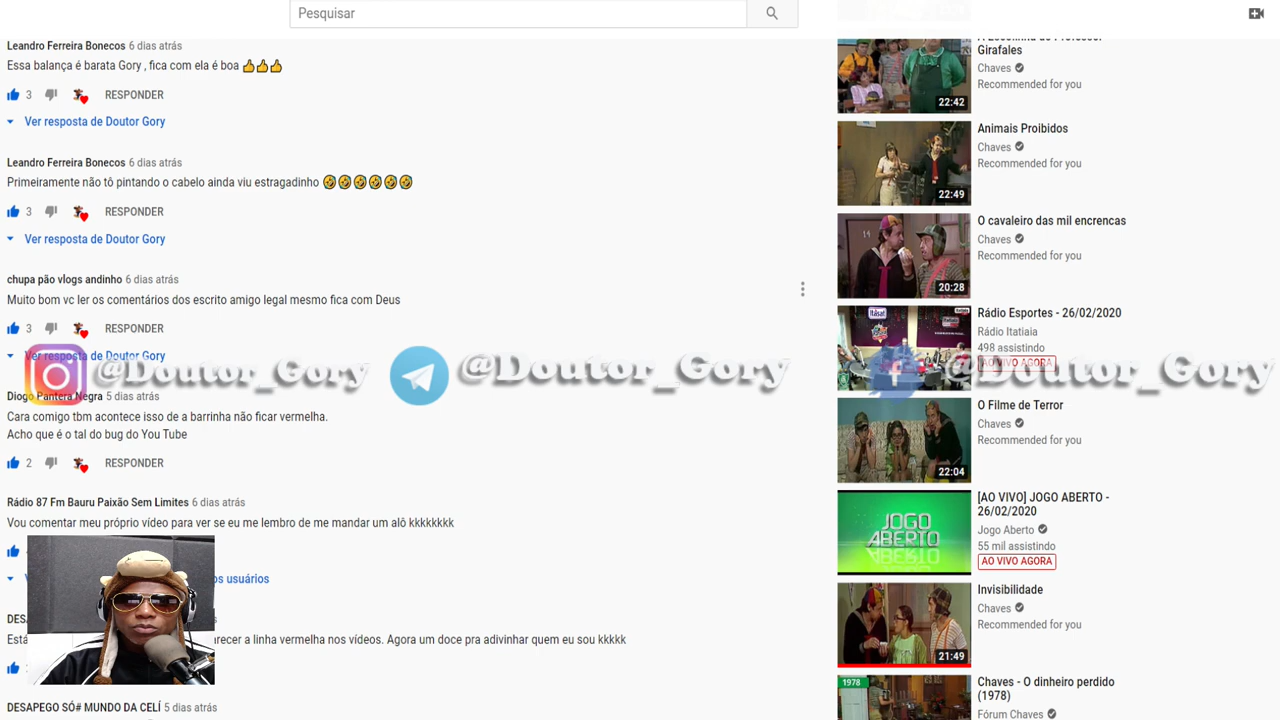 Pesquisar
Leandro Ferreira Bonecos 6 dias atrás
Essa balança é barata Gory , fica com ela é boa 👍👍👍
3 RESPONDER
Ver resposta de Doutor Gory
Leandro Ferreira Bonecos 6 dias atrás
Primeiramente não tô pintando o cabelo ainda viu estragadinho 🤣🤣🤣🤣🤣🤣
3 RESPONDER
Ver resposta de Doutor Gory
chupa pão vlogs andinho 6 dias atrás
Muito bom vc ler os comentários dos escrito amigo legal mesmo fica com Deus
3 RESPONDER
Ver resposta de Doutor Gory
@Doutor_Gory @Doutor_Gory @Doutor_Gory
Diogo Pantera Negra 5 dias atrás
Cara comigo tbm acontece isso de a barrinha não ficar vermelha.
Acho que é o tal do bug do You Tube
2 RESPONDER
Rádio 87 Fm Bauru Paixão Sem Limites 6 dias atrás
Vou comentar meu próprio vídeo para ver se eu me lembro de me mandar um alô kkkkkkkk
os usuários
a linha vermelha nos vídeos. Agora um doce pra adivinhar quem eu sou kkkkk
DESAPEGO SÓ# MUNDO DA CELÍ 5 dias atrás
Girafales
Chaves
Recommended for you
22:42
Animais Proibidos
Chaves
Recommended for you
22:49
O cavaleiro das mil encrencas
Chaves
Recommended for you
14
20:28
Rádio Esportes - 26/02/2020
Rádio Itatiaia
498 assistindo
AO VIVO AGORA
Itasat
O Filme de Terror
Chaves
Recommended for you
22:04
[AO VIVO] JOGO ABERTO -
26/02/2020
Jogo Aberto
55 mil assistindo
AO VIVO AGORA
JOGO
ABERTO
Invisibilidade
Chaves
Recommended for you
21:49
Chaves - O dinheiro perdido
(1978)
Fórum Chaves
1978